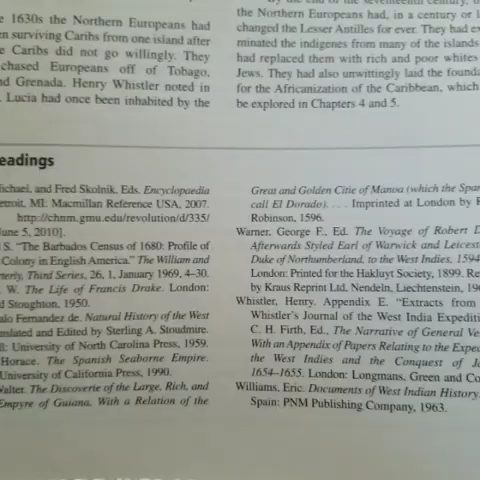 e 1630s the Northern Europeans had
n surviving Caribs from one island after
e Caribs did not go willingly. They
chased Europeans off of Tobago,
nd Grenada. Henry Whistler noted in
. Lucia had once been inhabited by the
the Northern Europeans had, in a century or l
changed the Lesser Antilles for ever. They had ex
minated the indigenes from many of the islands
had replaced them with rich and poor whites
Jews. They had also unwittingly laid the founda
for the Africanization of the Caribbean, which
be explored in Chapters 4 and 5.
eadings
ichael, and Fred Skolnik, Eds. Encyclopaedia
etroit, MI: Macmillan Reference USA, 2007.
http://chnm.gmu.edu/revolution/d/335/
une 5, 2010].
S. "The Barbados Census of 1680: Profile of
Colony in English America." The William and
rterly, Third Series, 26, 1, January 1969, 4–30.
. W. The Life of Francis Drake. London:
d Stoughton, 1950.
alo Fernandez de. Natural History of the West
nslated and Edited by Sterling A. Stoudmire.
ll: University of North Carolina Press, 1959.
Horace. The Spanish Seaborne Empire.
University of California Press, 1990.
Walter. The Discoverie of the Large, Rich, and
Empyre of Guiana, With a Relation of the
Great and Golden Citie of Manoa (which the Spar
call El Dorado). . . . Imprinted at London by R
Robinson, 1596.
Warner, George F., Ed. The Voyage of Robert D
Afterwards Styled Earl of Warwick and Leicest
Duke of Northumberland, to the West Indies, 1594
London: Printed for the Hakluyt Society, 1899. Re
by Kraus Reprint Ltd, Nendeln, Liechtenstein, 196
Whistler, Henry. Appendix E. "Extracts from
Whistler's Journal of the West India Expediti
C. H. Firth, Ed., The Narrative of General Ve
With an Appendix of Papers Relating to the Exped
the West Indies and the Conquest of Ja
1654–1655. London: Longmans, Green and Co
Williams, Eric. Documents of West Indian History.
Spain: PNM Publishing Company, 1963.